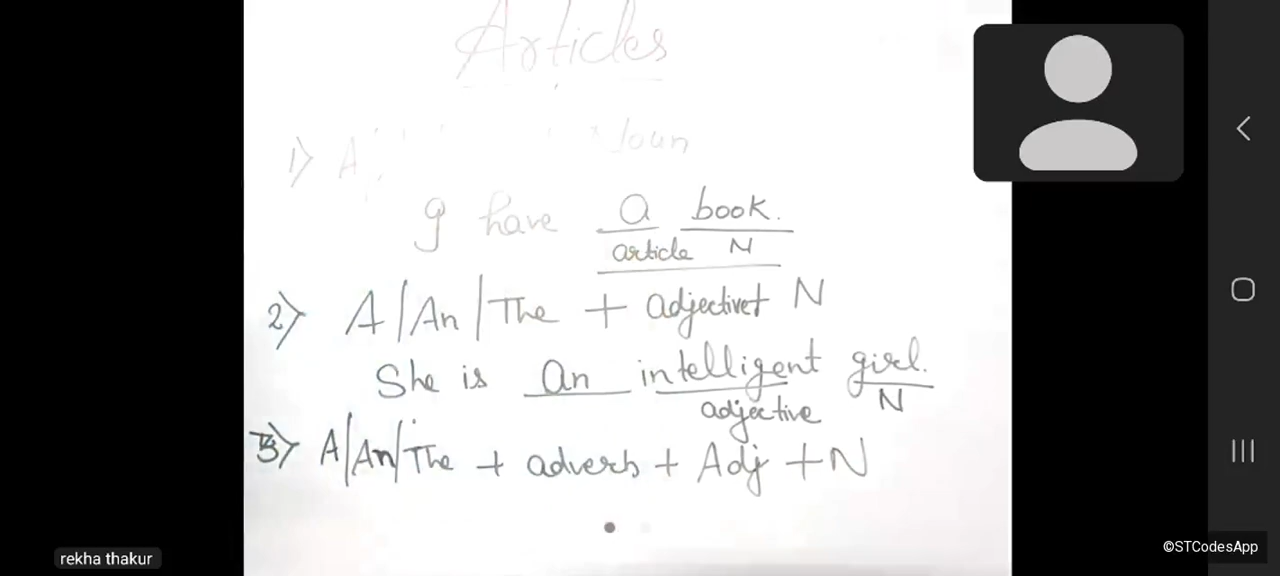 Articles
1) A Noun
I have a book.
article N
2) A/An/The + adjective+ N
She is an intelligent girl.
adjective N
3) A/An/The + adverb + Adj + N
rekha thakur
©STCodesApp